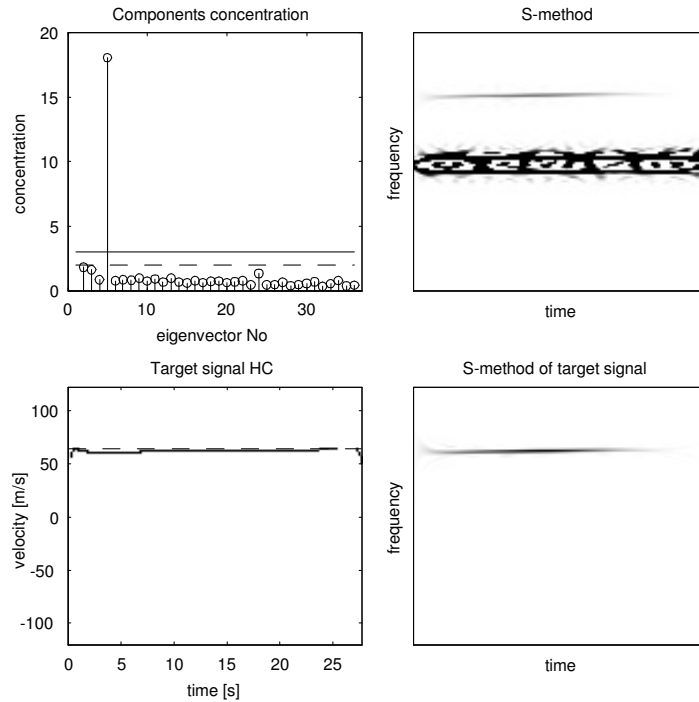 Components concentration
20
15
10
5
0
concentration
0 10 20 30
eigenvector No
S-method
frequency
time
Target signal HC
100
50
0
-50
-100
velocity [m/s]
0 5 10 15 20 25
time [s]
S-method of target signal
frequency
time